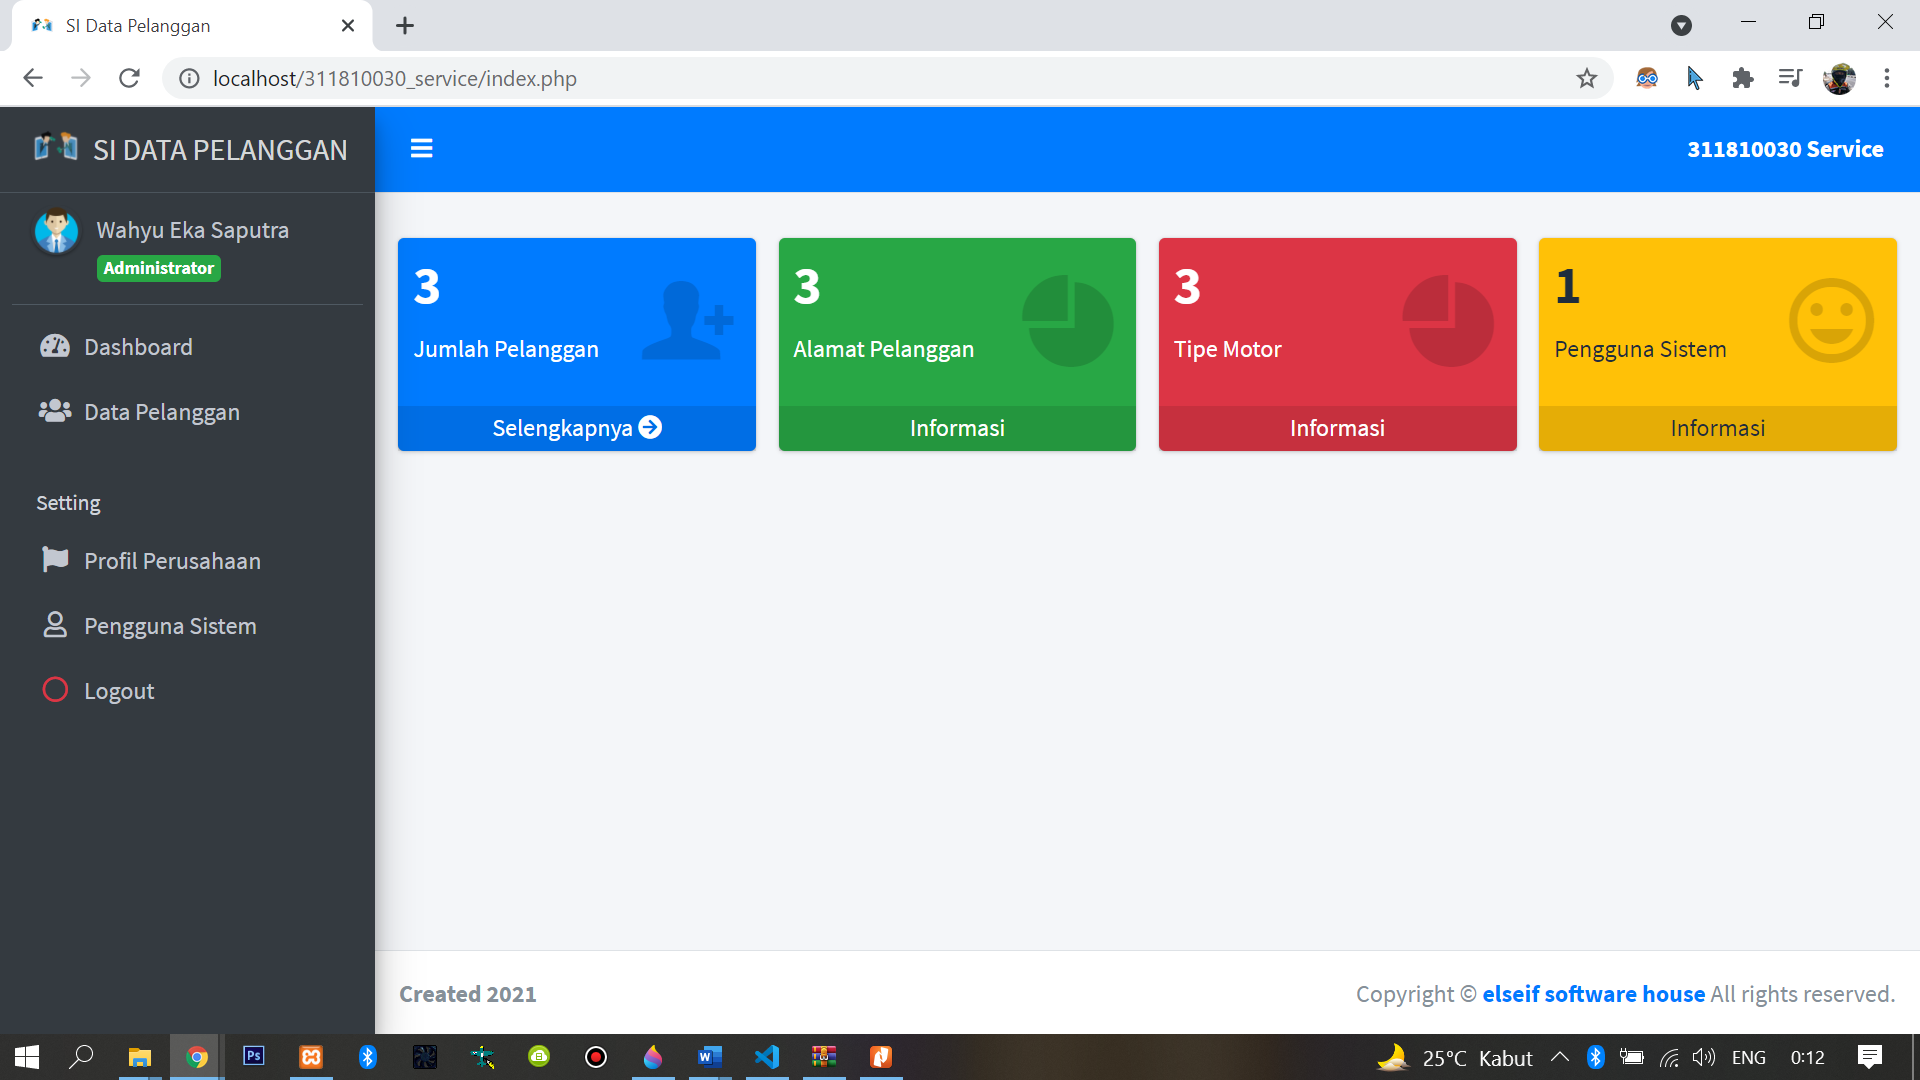 SI Data Pelanggan
localhost/311810030_service/index.php
SI DATA PELANGGAN
311810030 Service
Wahyu Eka Saputra
Administrator
Dashboard
Data Pelanggan
Setting
Profil Perusahaan
Pengguna Sistem
Logout
3
Jumlah Pelanggan
Selengkapnya
3
Alamat Pelanggan
Informasi
3
Tipe Motor
Informasi
1
Pengguna Sistem
Informasi
Created 2021
Copyright © elseif software house All rights reserved.
Ps
W
25°C Kabut
ENG
0:12